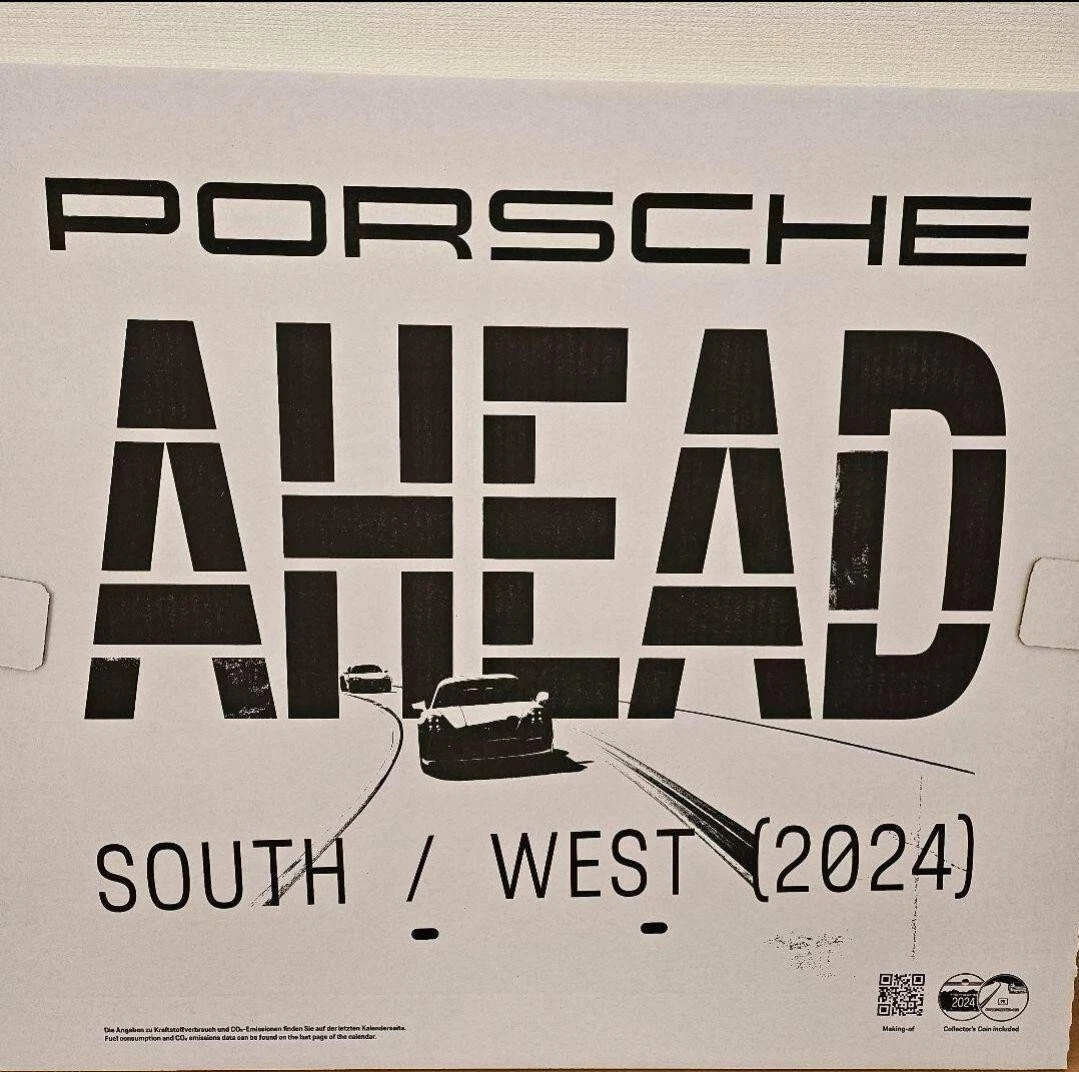 PORSCHE
AHEAD
SOUTH / WEST (2024)
2024
Making-of
Collector's Coin included
Die Angaben zu Kraftstoffverbrauch und CO₂-Emissionen finden Sie auf der letzten Kalenderseite.
Fuel consumption and CO₂ emissions data can be found on the last page of the calendar.